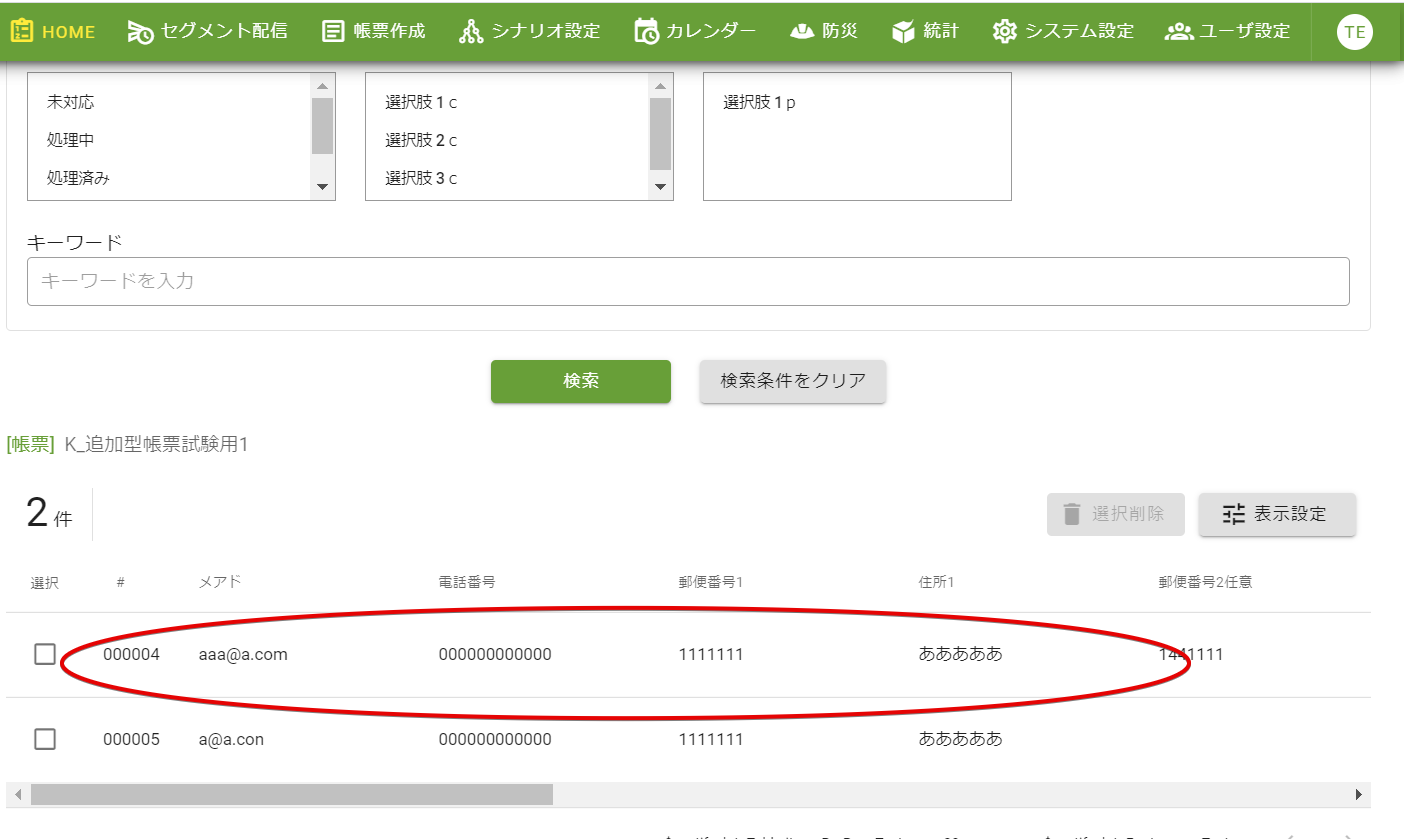 HOME セグメント配信 帳票作成 シナリオ設定 カレンダー 防災 統計 システム設定 ユーザ設定 TE
未対応 選択肢1c 選択肢1p
処理中 選択肢2c
処理済み 選択肢3c
キーワード
キーワードを入力
検索 検索条件をクリア
[帳票] K_追加型帳票試験用1
2件 選択削除 表示設定
選択 # メアド 電話番号 郵便番号1 住所1 郵便番号2任意
000004 aaa@a.com 000000000000 1111111 あああああ 1441111
000005 a@a.con 000000000000 1111111 あああああ